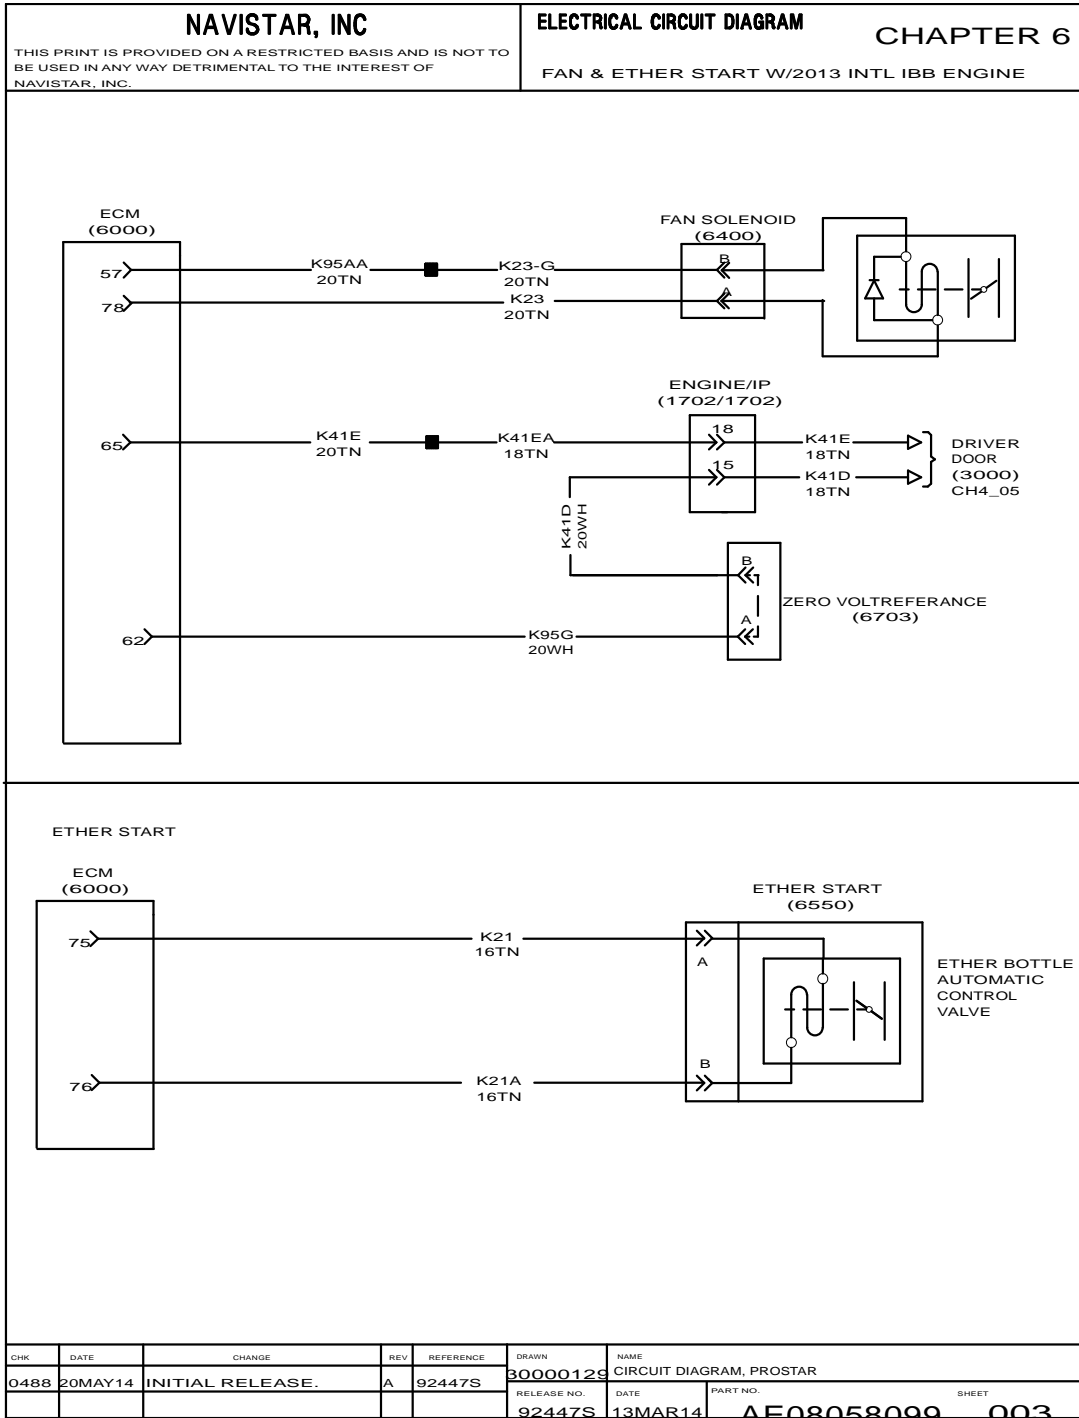 NAVISTAR, INC
THIS PRINT IS PROVIDED ON A RESTRICTED BASIS AND IS NOT TO
BE USED IN ANY WAY DETRIMENTAL TO THE INTEREST OF
NAVISTAR, INC.
ELECTRICAL CIRCUIT DIAGRAM
CHAPTER 6
FAN & ETHER START W/2013 INTL IBB ENGINE
ECM
(6000)
57
K95AA
20TN
K23-G
20TN
78
K23
20TN
FAN SOLENOID
(6400)
B
A
ENGINE/IP
(1702/1702)
65
K41E
20TN
K41EA
18TN
18
K41E
18TN
15
K41D
18TN
DRIVER
DOOR
(3000)
CH4_05
K41D
20WH
B
A
ZERO VOLTREFERANCE
(6703)
62
K95G
20WH
ETHER START
ECM
(6000)
75
K21
16TN
76
K21A
16TN
ETHER START
(6550)
A
B
ETHER BOTTLE
AUTOMATIC
CONTROL
VALVE
CHK DATE CHANGE REV REFERENCE
0488 20MAY14 INITIAL RELEASE. A 92447S
DRAWN
30000129
NAME
CIRCUIT DIAGRAM, PROSTAR
RELEASE NO.
92447S
DATE
13MAR14
PART NO.
AE08058099
SHEET
003